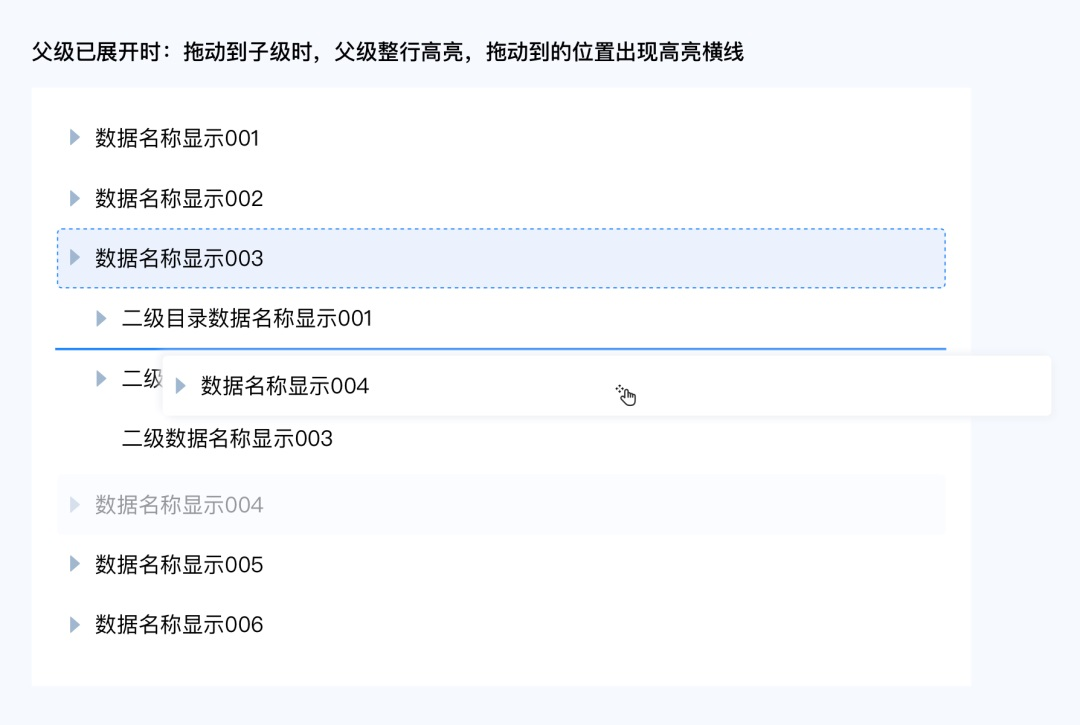 父级已展开时：拖动到子级时，父级整行高亮，拖动到的位置出现高亮横线
数据名称显示001
数据名称显示002
数据名称显示003
二级目录数据名称显示001
二级
数据名称显示004
二级数据名称显示003
数据名称显示004
数据名称显示005
数据名称显示006